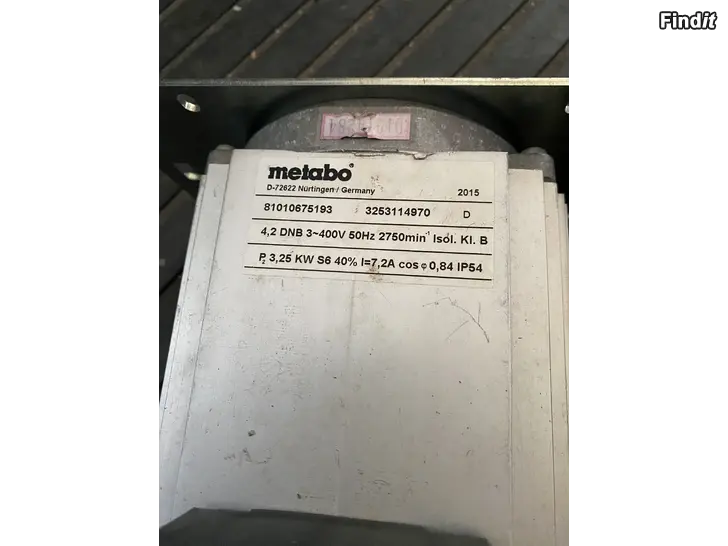 Findit
metabo®
D-72622 Nürtingen / Germany 2015
81010675193 3253114970 D
4,2 DNB 3~400V 50Hz 2750min⁻¹ Isol. Kl. B
P₂ 3,25 KW S6 40% I=7,2A cos φ 0,84 IP54